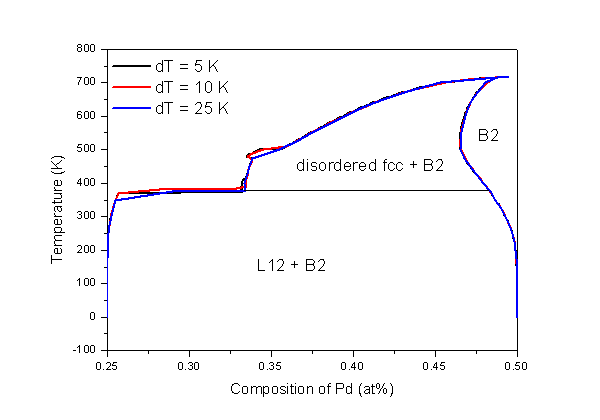 800
700
600
500
400
300
200
100
0
-100
Temperature (K)
dT = 5 K
dT = 10 K
dT = 25 K
B2
disordered fcc + B2
L12 + B2
0.25
0.30
0.35
0.40
0.45
0.50
Composition of Pd (at%)